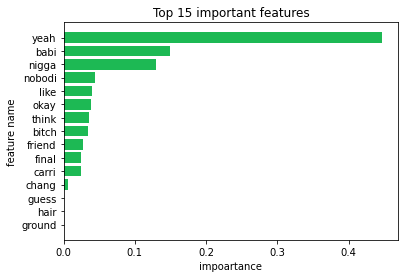 Top 15 important features
yeah
babi
nigga
nobodi
like
okay
think
bitch
friend
final
carri
chang
guess
hair
ground
feature name
0.0 0.1 0.2 0.3 0.4
impoartance